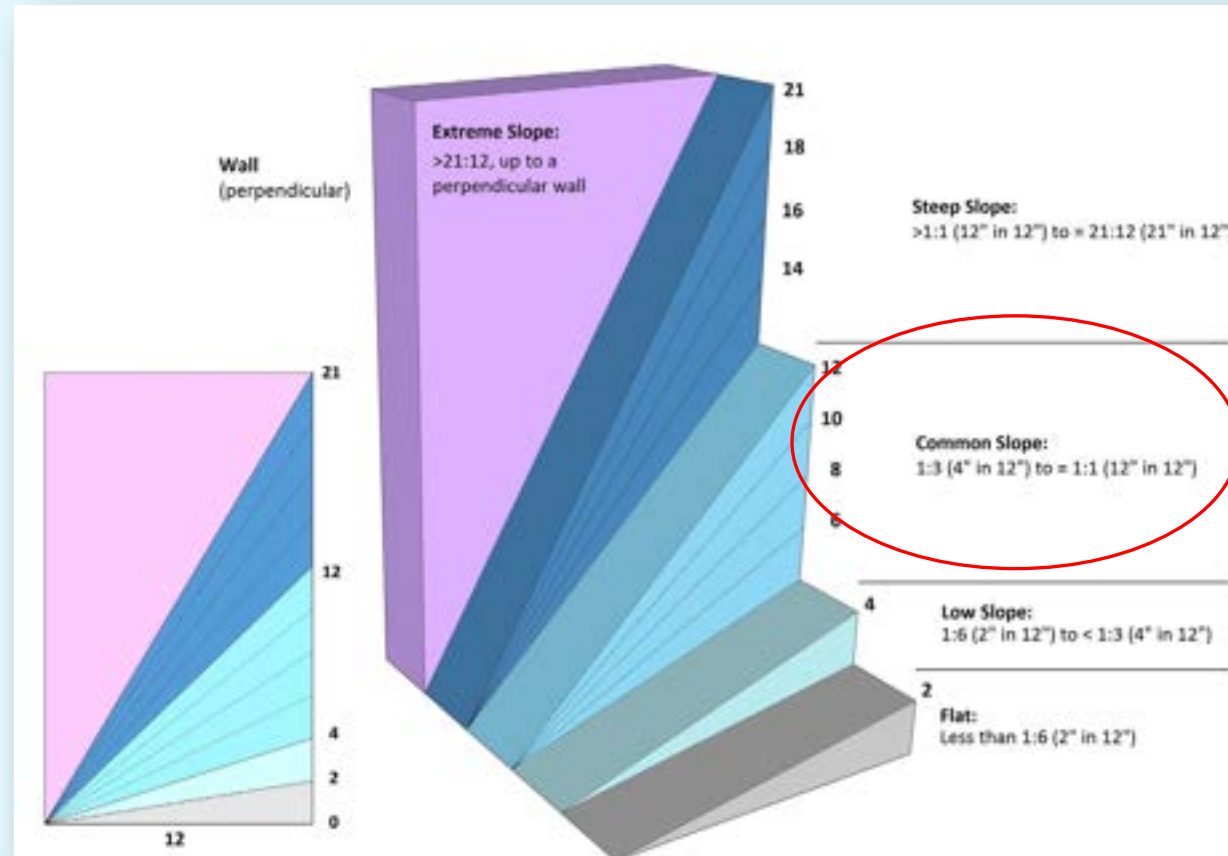 Wall
(perpendicular)
Extreme Slope:
>21:12, up to a
perpendicular wall
21
18
16
14
Steep Slope:
>1:1 (12" in 12") to = 21:12 (21" in 12"
12
10
8
6
Common Slope:
1:3 (4" in 12") to = 1:1 (12" in 12")
4
Low Slope:
1:6 (2" in 12") to < 1:3 (4" in 12")
2
Flat:
Less than 1:6 (2" in 12")
21
12
4
2
0
12